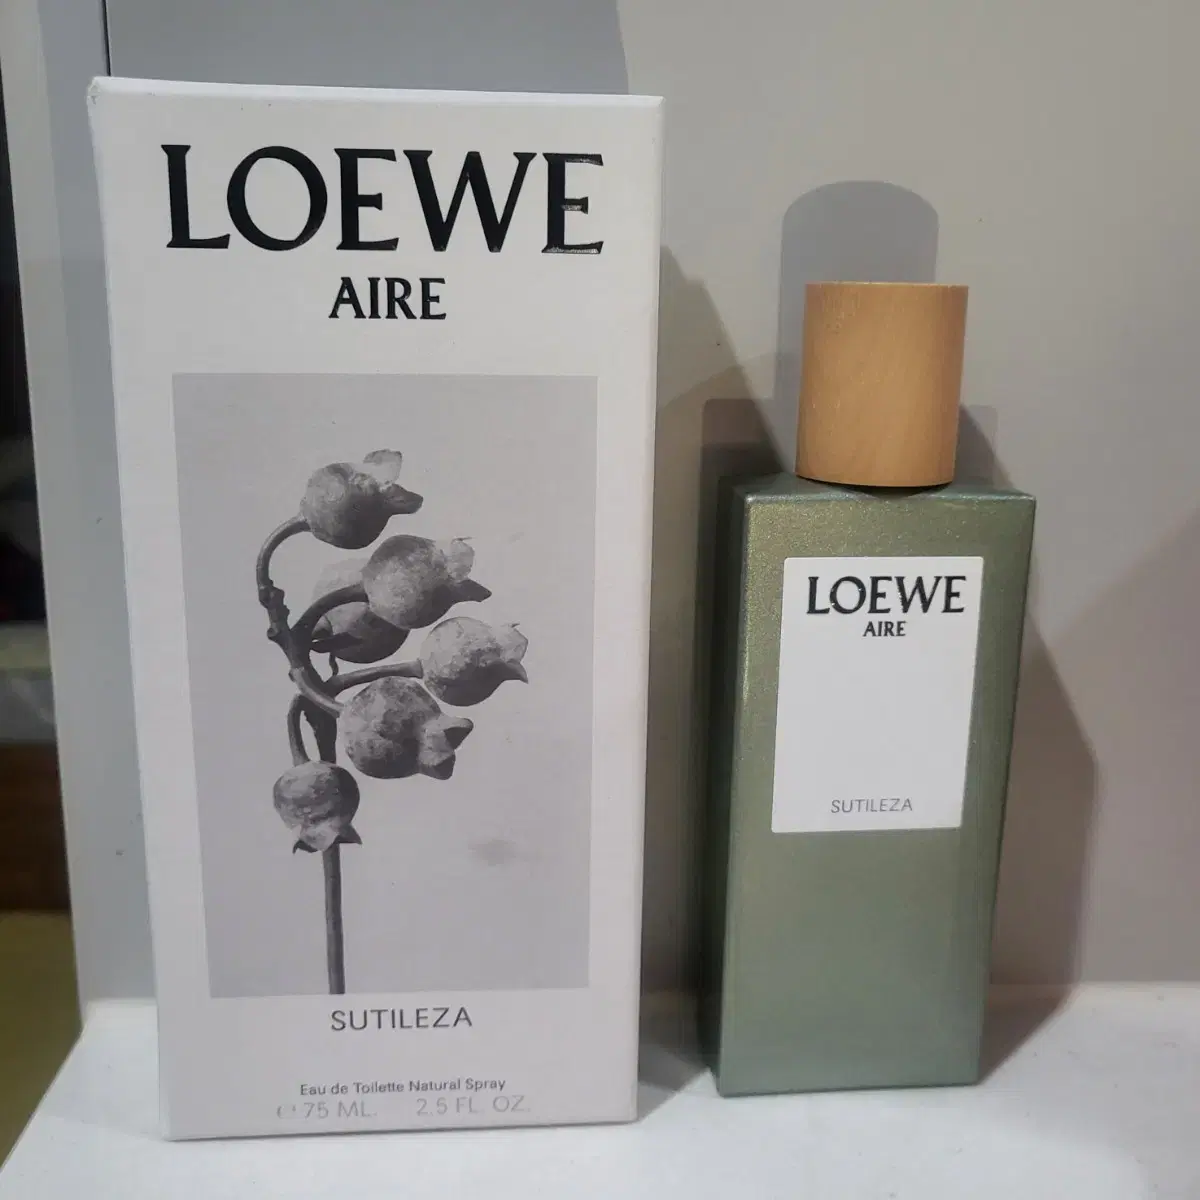 LOEWE
AIRE
SUTILEZA
Eau de Toilette Natural Spray
℮ 75 ML. 2.5 FL. OZ.
LOEWE
AIRE
SUTILEZA